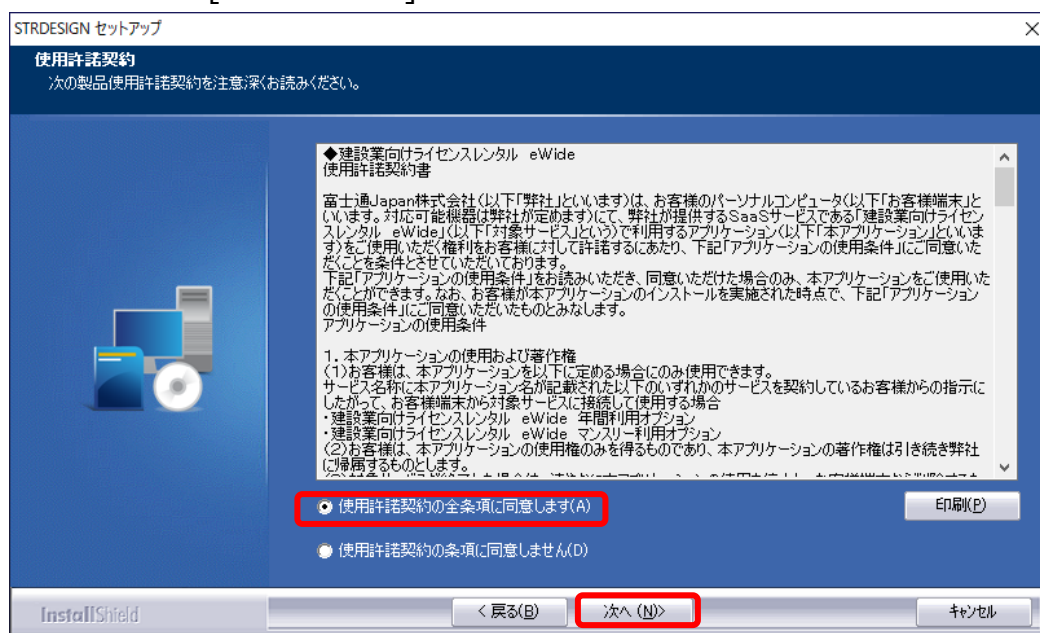 STRDESIGN セットアップ
使用許諾契約
次の製品使用許諾契約を注意深くお読みください。
◆建設業向けライセンスレンタル eWide
使用許諾契約書
富士通Japan株式会社（以下「弊社」といいます）は、お客様のパーソナルコンピュータ（以下「お客様端末」と
いいます。対応可能機器は弊社が定めます）にて、弊社が提供するSaaSサービスである「建設業向けライセン
スレンタル eWide」（以下「対象サービス」という）で利用するアプリケーション（以下「本アプリケーション」といいま
す）をご使用いただく権利をお客様に対して許諾するにあたり、下記「アプリケーションの使用条件」にご同意いた
だくことを条件とさせていただいております。
下記「アプリケーションの使用条件」をお読みいただき、同意いただけた場合のみ、本アプリケーションをご使用いた
だくことができます。なお、お客様が本アプリケーションのインストールを実施された時点で、下記「アプリケーション
の使用条件」にご同意いただいたものとみなします。
アプリケーションの使用条件
1. 本アプリケーションの使用および著作権
(1)お客様は、本アプリケーションを以下に定める場合にのみ使用できます。
サービス名称に本アプリケーション名が記載された以下のいずれかのサービスを契約しているお客様からの指示に
したがって、お客様端末から対象サービスに接続して使用する場合
・建設業向けライセンスレンタル eWide 年間利用オプション
・建設業向けライセンスレンタル eWide マンスリー利用オプション
(2)お客様は、本アプリケーションの使用権のみを得るものであり、本アプリケーションの著作権は引き続き弊社
に帰属するものとします。
使用許諾契約の全条項に同意します(A)
印刷(P)
使用許諾契約の条項に同意しません(D)
InstallShield
< 戻る(B)
次へ (N)>
キャンセル